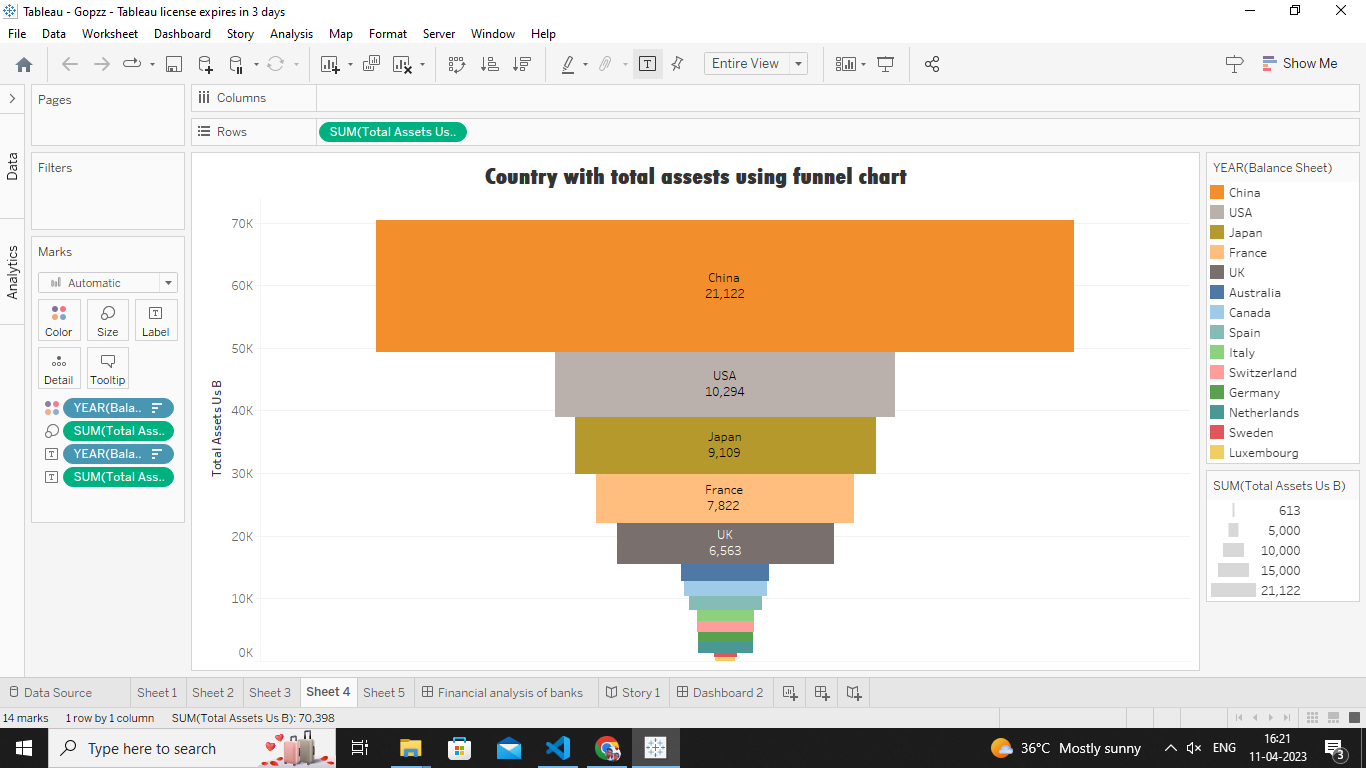 Tableau - Gopzz - Tableau license expires in 3 days
File Data Worksheet Dashboard Story Analysis Map Format Server Window Help
Entire View
Show Me
Pages
Columns
Rows
SUM(Total Assets Us..
Data
Analytics
Filters
Marks
Automatic
Color Size Label
Detail Tooltip
YEAR(Bala..
SUM(Total Ass..
YEAR(Bala..
SUM(Total Ass..
Country with total assests using funnel chart
Total Assets Us B
70K
60K
50K
40K
30K
20K
10K
0K
China
21,122
USA
10,294
Japan
9,109
France
7,822
UK
6,563
YEAR(Balance Sheet)
China
USA
Japan
France
UK
Australia
Canada
Spain
Italy
Switzerland
Germany
Netherlands
Sweden
Luxembourg
SUM(Total Assets Us B)
613
5,000
10,000
15,000
21,122
Data Source Sheet 1 Sheet 2 Sheet 3 Sheet 4 Sheet 5 Financial analysis of banks Story 1 Dashboard 2
14 marks 1 row by 1 column SUM(Total Assets Us B): 70,398
Type here to search
36°C Mostly sunny
ENG
16:21
11-04-2023
3